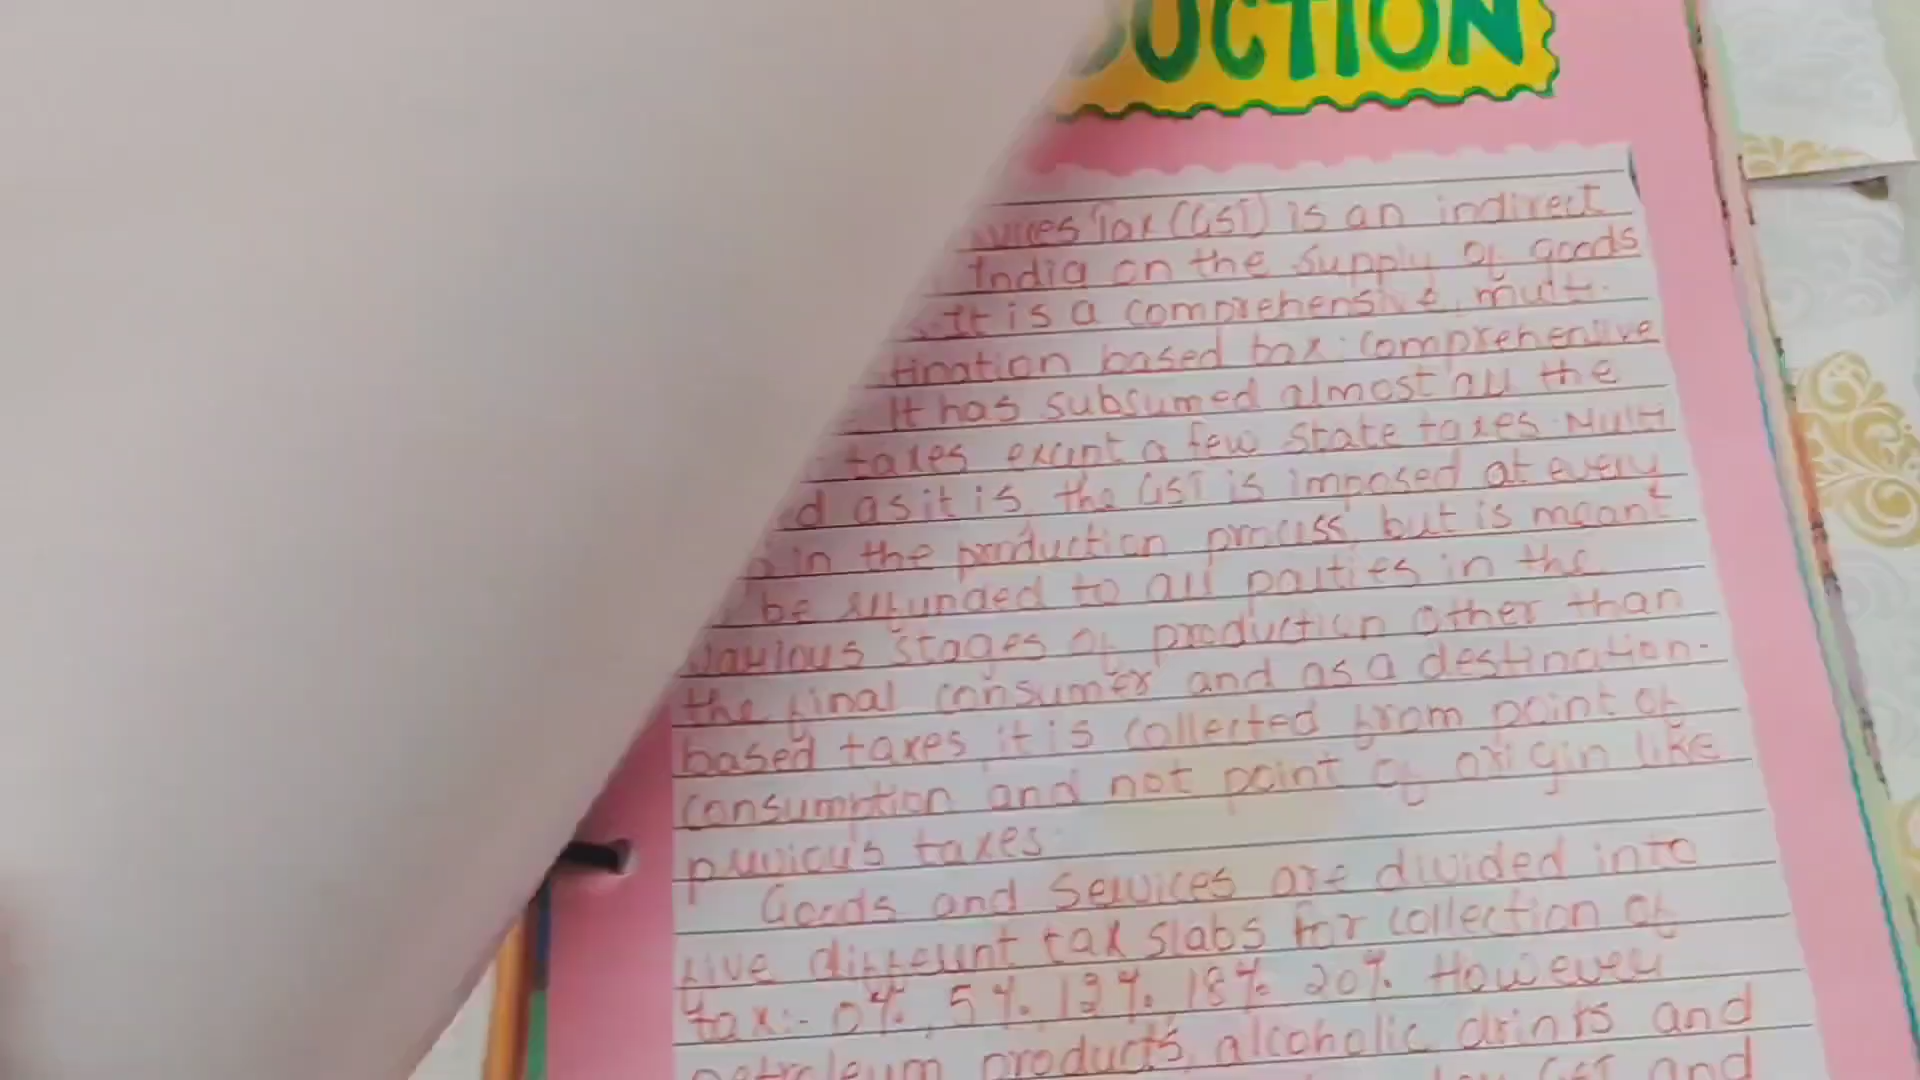 UCTION
Tax (GST) is an indirect
India on the supply of goods
It is a comprehensive, multi-
based tax: comprehensive
It has subsumed almost all the
taxes except a few state taxes. Multi
as it is, the GST is imposed at every
in the production process, but is meant
be refunded to all parties in the
various stages of production other than
the final consumer and as a destination-
based taxes, it is collected from point of
consumption and not point of origin like
previous taxes.
Goods and Services are divided into
five different tax slabs for collection of
tax:- 0%, 5%, 12%, 18%, 20%. However
petroleum products, alcoholic drinks and
GST and